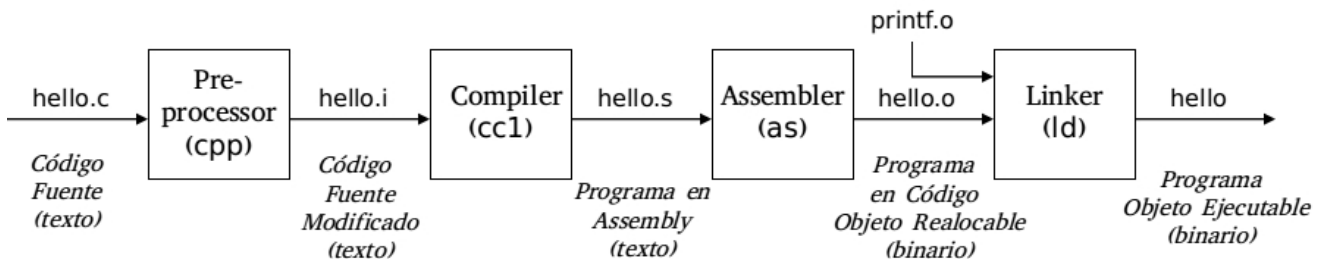 printf.o
hello.c
Pre-
processor
(cpp)
hello.i
Compiler
(cc1)
hello.s
Assembler
(as)
hello.o
Linker
(ld)
hello
Código
Fuente
(texto)
Código
Fuente
Modificado
(texto)
Programa en
Assembly
(texto)
Programa
en Código
Objeto Realocable
(binario)
Programa
Objeto Ejecutable
(binario)